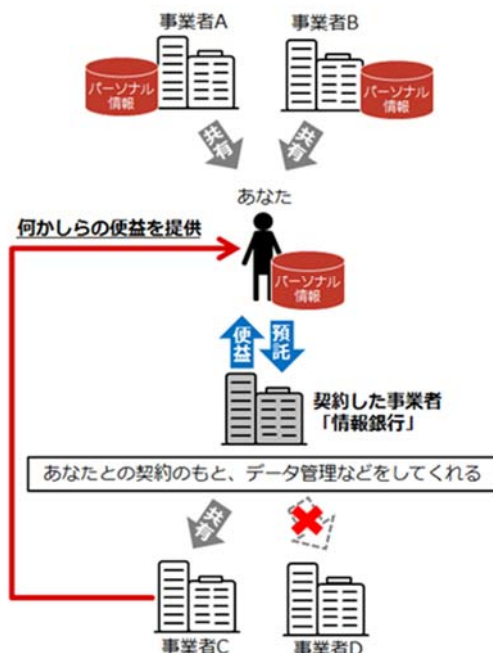 事業者A
事業者B
パーソナル
情報
パーソナル
情報
共有
共有
あなた
何かしらの便益を提供
パーソナル
情報
便益
預託
契約した事業者
「情報銀行」
あなたとの契約のもと、データ管理などをしてくれる
共有
事業者C
事業者D